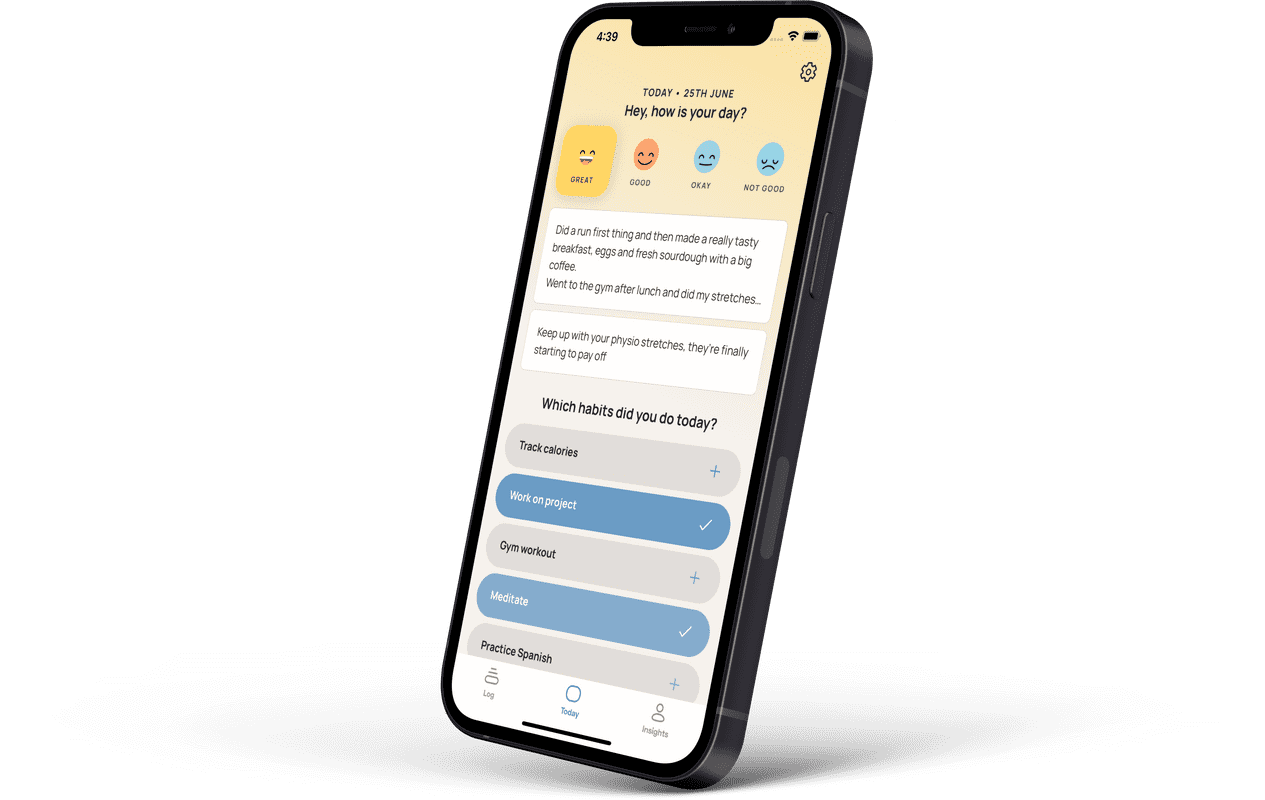 4:39
TODAY • 25TH JUNE
Hey, how is your day?
GREAT
GOOD
OKAY
NOT GOOD
Did a run first thing and then made a really tasty
breakfast, eggs and fresh sourdough with a big
coffee.
Went to the gym after lunch and did my stretches...
Keep up with your physio stretches, they're finally
starting to pay off
Which habits did you do today?
Track calories
Work on project
Gym workout
Meditate
Practice Spanish
Log
Today
Insights